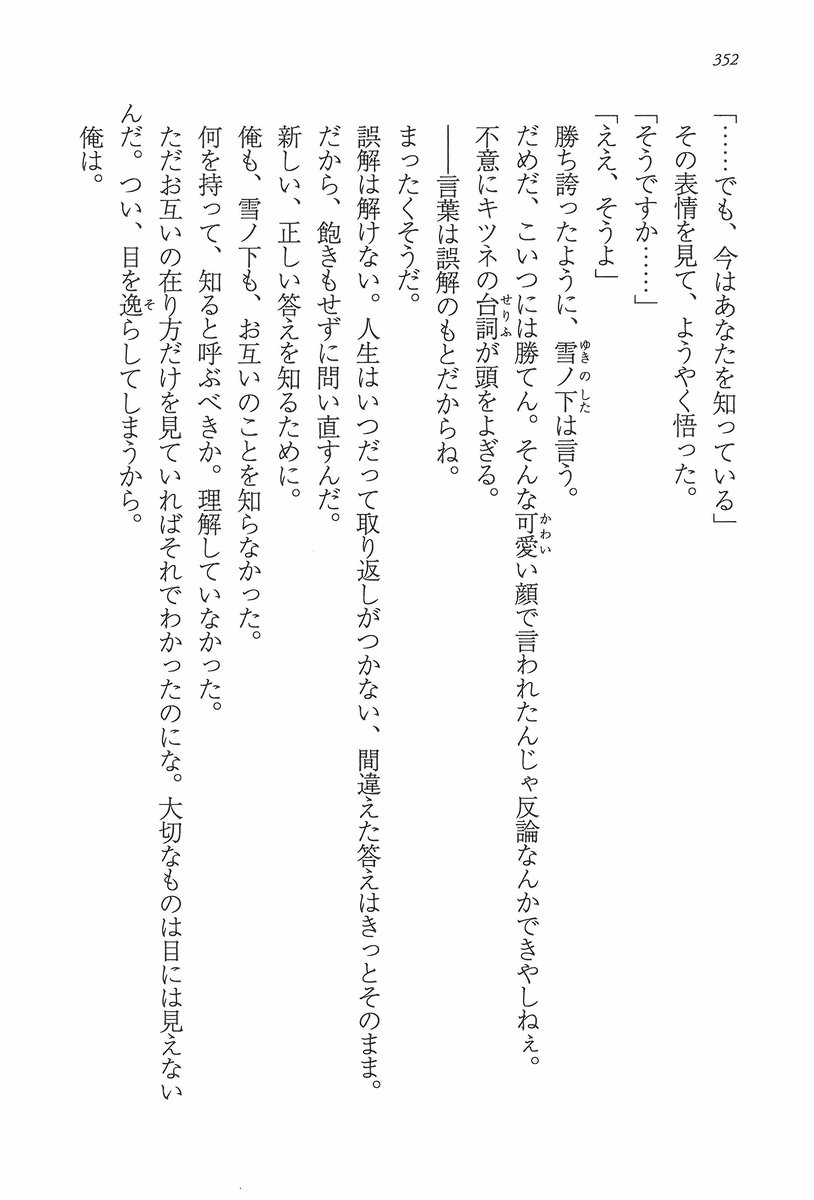 352
「……でも、今はあなたを知っている」
その表情を見て、ようやく悟った。
「そうですか……」
「ええ、そうよ」
勝ち誇ったように、雪ノ下は言う。
だめだ、こいつには勝てん。そんな可愛い顔で言われたんじゃ反論なんかできやしねぇ。
不意にキツネの台詞が頭をよぎる。
――言葉は誤解のもとだからね。
まったくそうだ。
誤解は解けない。人生はいつだって取り返しがつかない、間違えた答えはきっとそのまま。
だから、飽きもせずに問い直すんだ。
新しい、正しい答えを知るために。
俺も、雪ノ下も、お互いのことを知らなかった。
何を持って、知ると呼ぶべきか。理解していなかった。
ただお互いの在り方だけを見ていればそれでわかったのにな。大切なものは目には見えない
んだ。つい、目を逸らしてしまうから。
俺は。